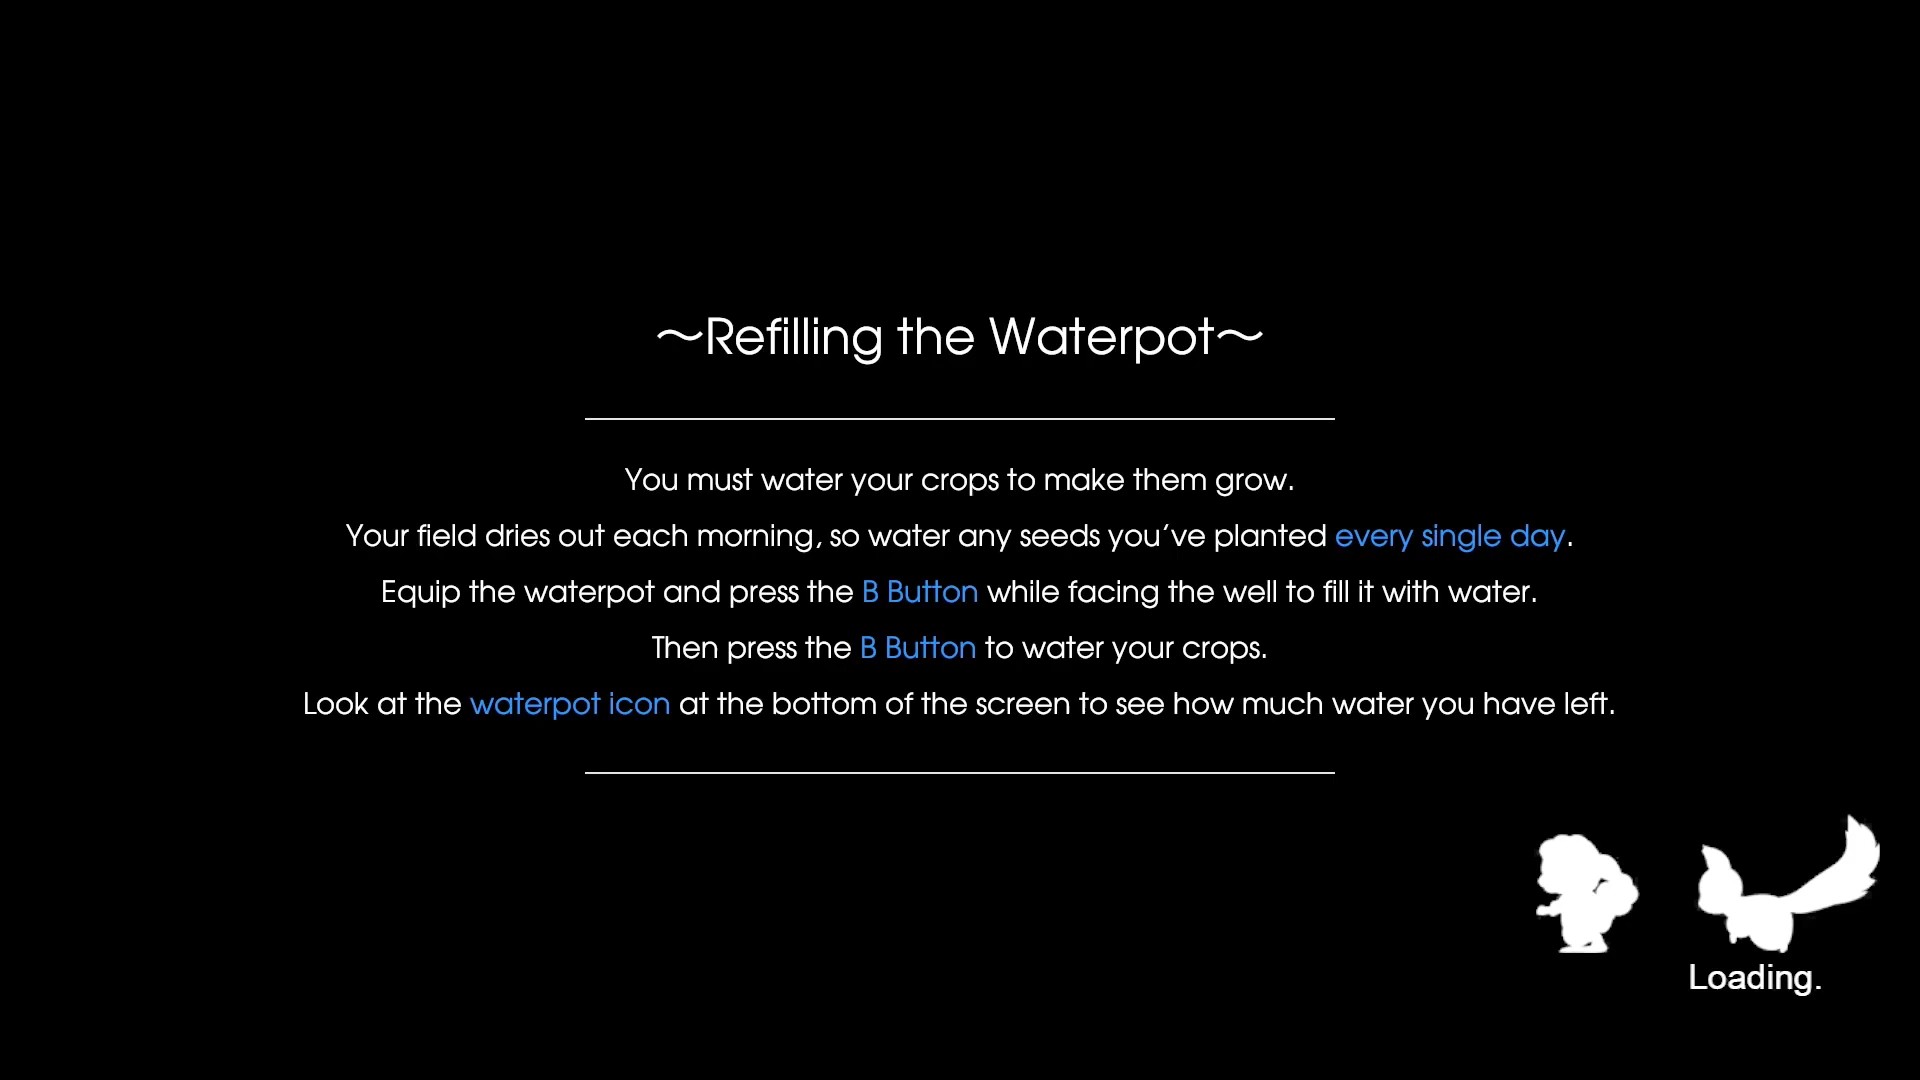 ～Refilling the Waterpot～
You must water your crops to make them grow.
Your field dries out each morning, so water any seeds you've planted every single day.
Equip the waterpot and press the B Button while facing the well to fill it with water.
Then press the B Button to water your crops.
Look at the waterpot icon at the bottom of the screen to see how much water you have left.
Loading.